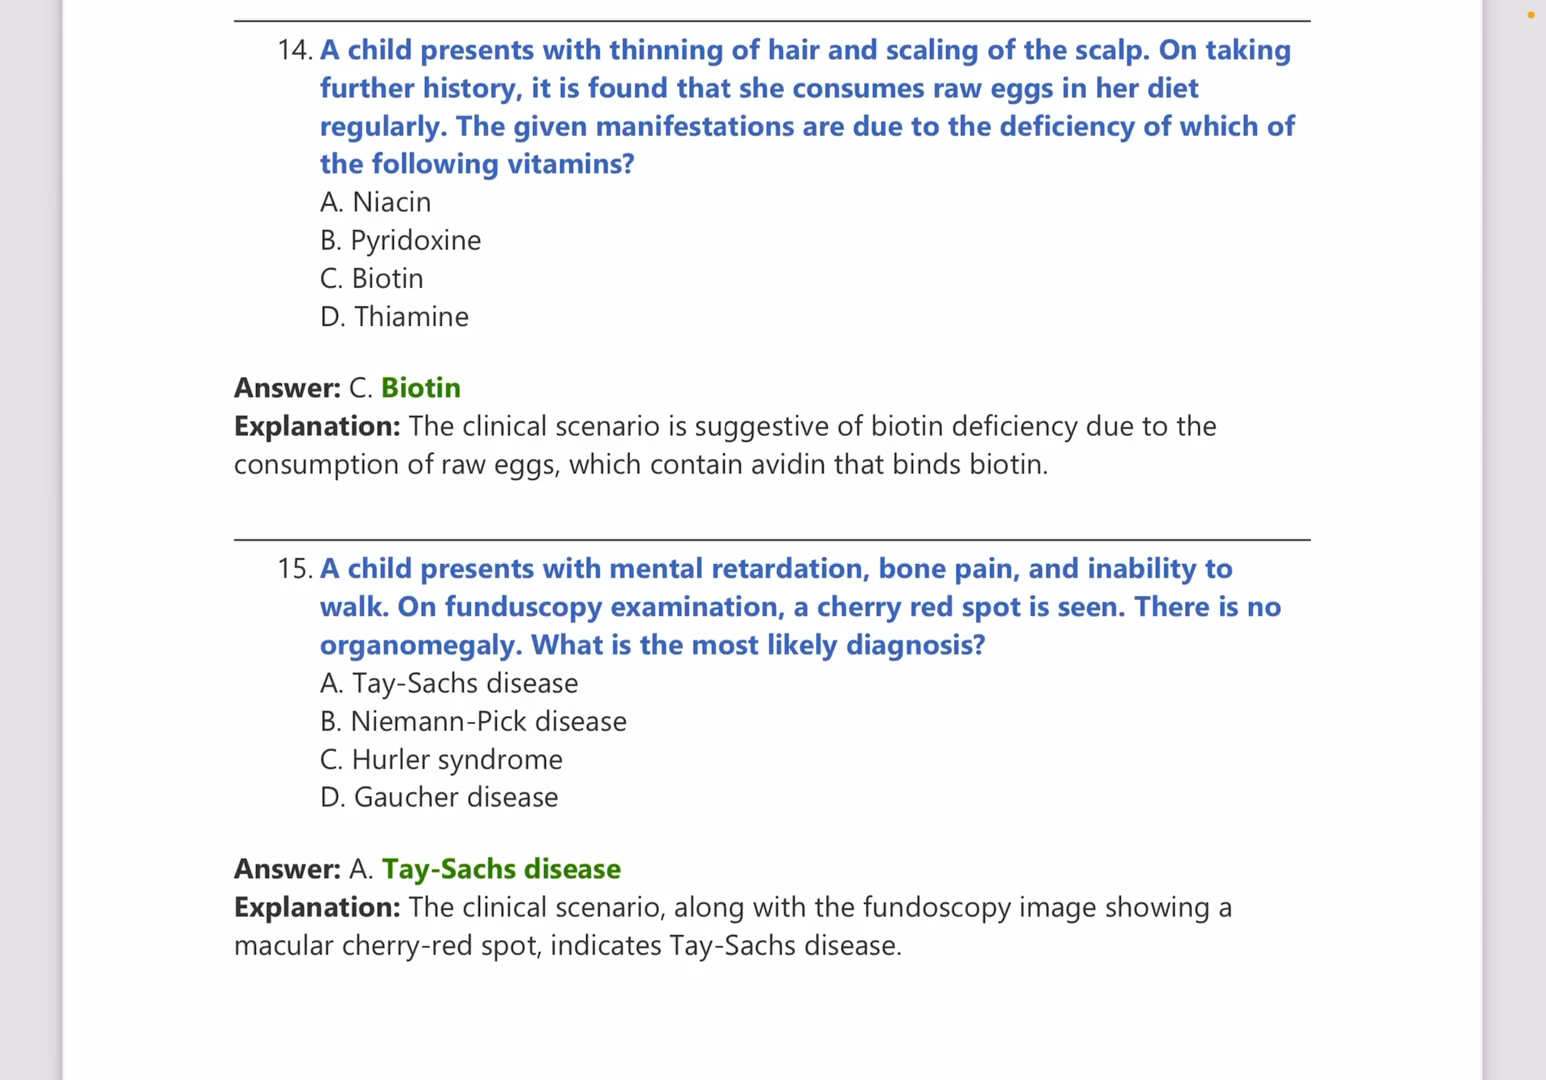 14. A child presents with thinning of hair and scaling of the scalp. On taking
further history, it is found that she consumes raw eggs in her diet
regularly. The given manifestations are due to the deficiency of which of
the following vitamins?
A. Niacin
B. Pyridoxine
C. Biotin
D. Thiamine
Answer: C. Biotin
Explanation: The clinical scenario is suggestive of biotin deficiency due to the
consumption of raw eggs, which contain avidin that binds biotin.
15. A child presents with mental retardation, bone pain, and inability to
walk. On funduscopy examination, a cherry red spot is seen. There is no
organomegaly. What is the most likely diagnosis?
A. Tay-Sachs disease
B. Niemann-Pick disease
C. Hurler syndrome
D. Gaucher disease
Answer: A. Tay-Sachs disease
Explanation: The clinical scenario, along with the fundoscopy image showing a
macular cherry-red spot, indicates Tay-Sachs disease.